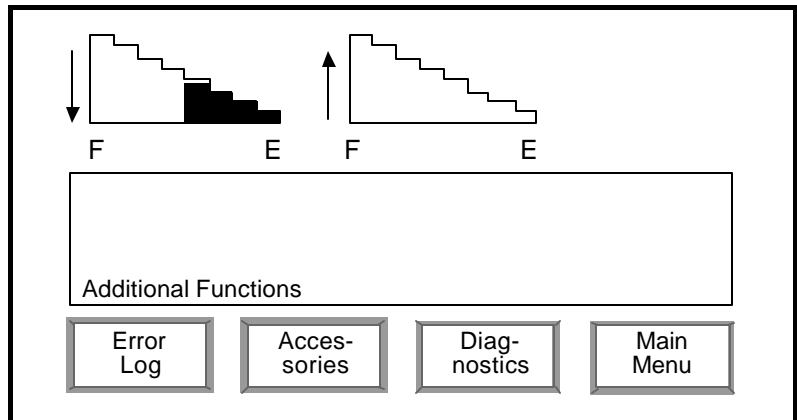 F E F E
Additional Functions
Error Log
Acces-
sories
Diag-
nostics
Main
Menu